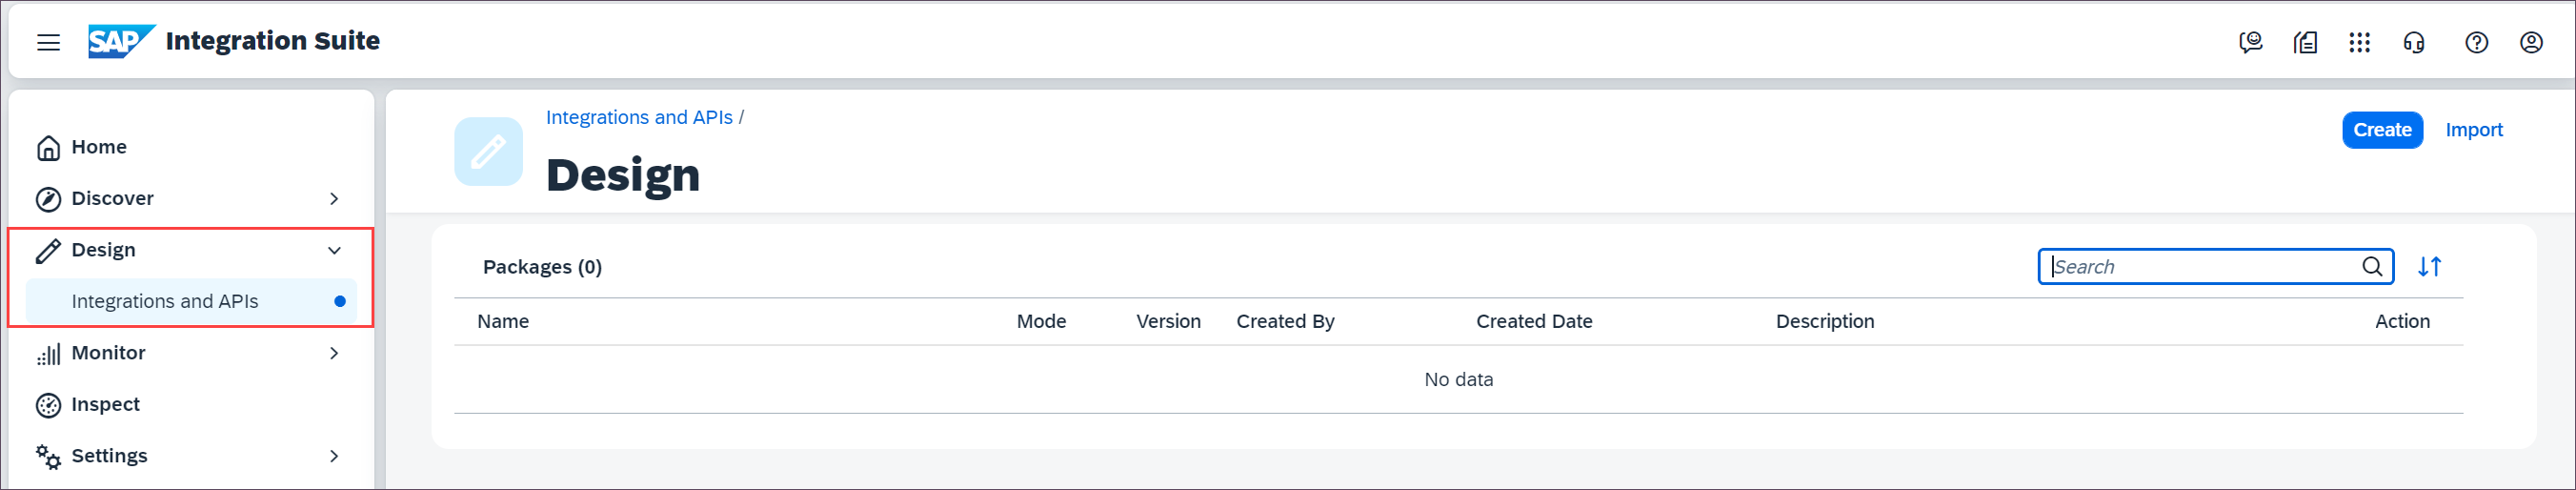 SAP Integration Suite
Home
Discover
Design
Integrations and APIs
Monitor
Inspect
Settings
Integrations and APIs /
Design
Create Import
Packages (0)
Search
Name Mode Version Created By Created Date Description Action
No data